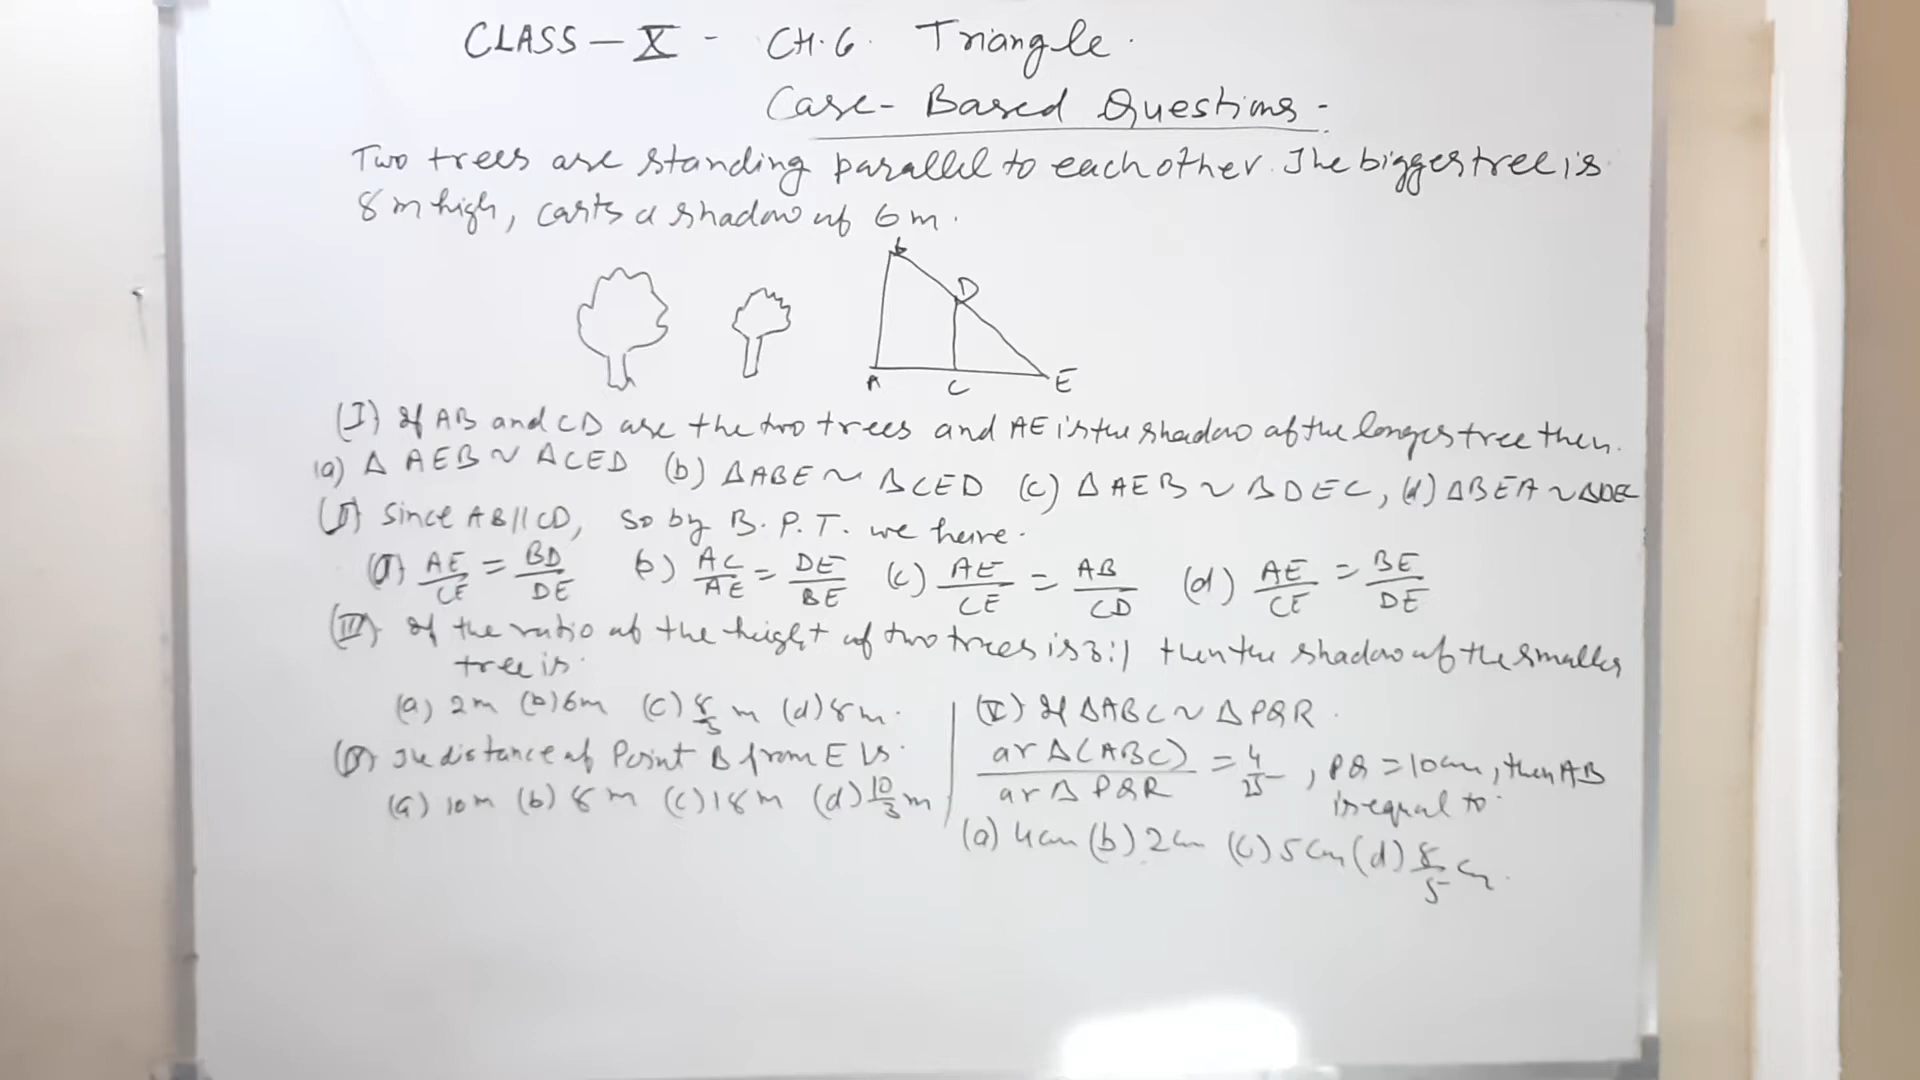 CLASS – X - CH.6. Triangle.
Case- Based Questions -
Two trees are standing parallel to each other. The bigger tree is
8 m high, casts a shadow of 6 m.
B
D
A C E
(I) If AB and CD are the two trees and AE is the shadow of the longer tree then.
(a) Δ AEB ~ ΔCED (b) ΔABE ~ ΔCED (c) ΔAEB ~ ΔDEC, (d) ΔBEA ~ ΔDEC
(II) Since AB||CD, so by B.P.T. we have.
(a) AE/CE = BD/DE (b) AC/AE = DE/BE (c) AE/CE = AB/CD (d) AE/CE = BE/DE
(III) If the ratio of the height of two trees is 3:1 then the shadow of the smaller
tree is.
(a) 2m (b) 6m (c) 8/3 m (d) 8m.
(IV) The distance of Point B from E is.
(a) 10m (b) 8m (c) 18m (d) 10/3 m
(V) If ΔABC ~ ΔPQR.
ar Δ(ABC)/ar Δ PQR = 4/25, PQ = 10cm, then AB
is equal to.
(a) 4cm (b) 2cm (c) 5cm (d) 8/5 cm.